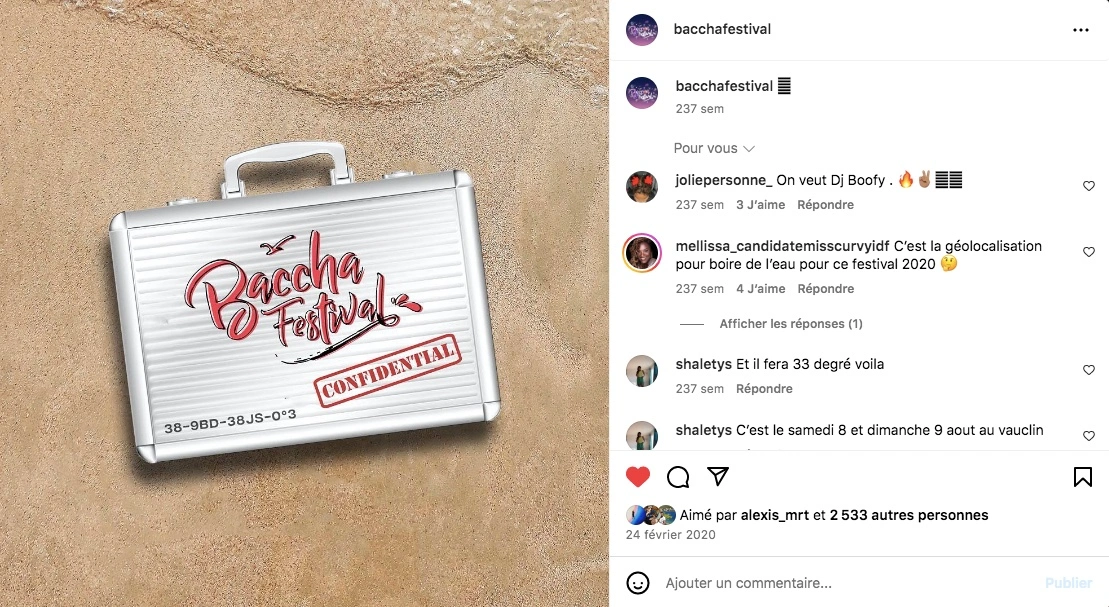 Baccha
Festival
CONFIDENTIAL
38-9BD-38JS-0°3
bacchafestival
bacchafestival
237 sem
Pour vous
joliepersonne_ On veut Dj Boofy . 🔥✌🏽
237 sem 3 J’aime Répondre
mellissa_candidatemisscurvyidf C’est la géolocalisation
pour boire de l’eau pour ce festival 2020 🤔
237 sem 4 J’aime Répondre
Afficher les réponses (1)
shaletys Et il fera 33 degré voila
237 sem Répondre
shaletys C’est le samedi 8 et dimanche 9 aout au vauclin
Aimé par alexis_mrt et 2 533 autres personnes
24 février 2020
Ajouter un commentaire...
Publier